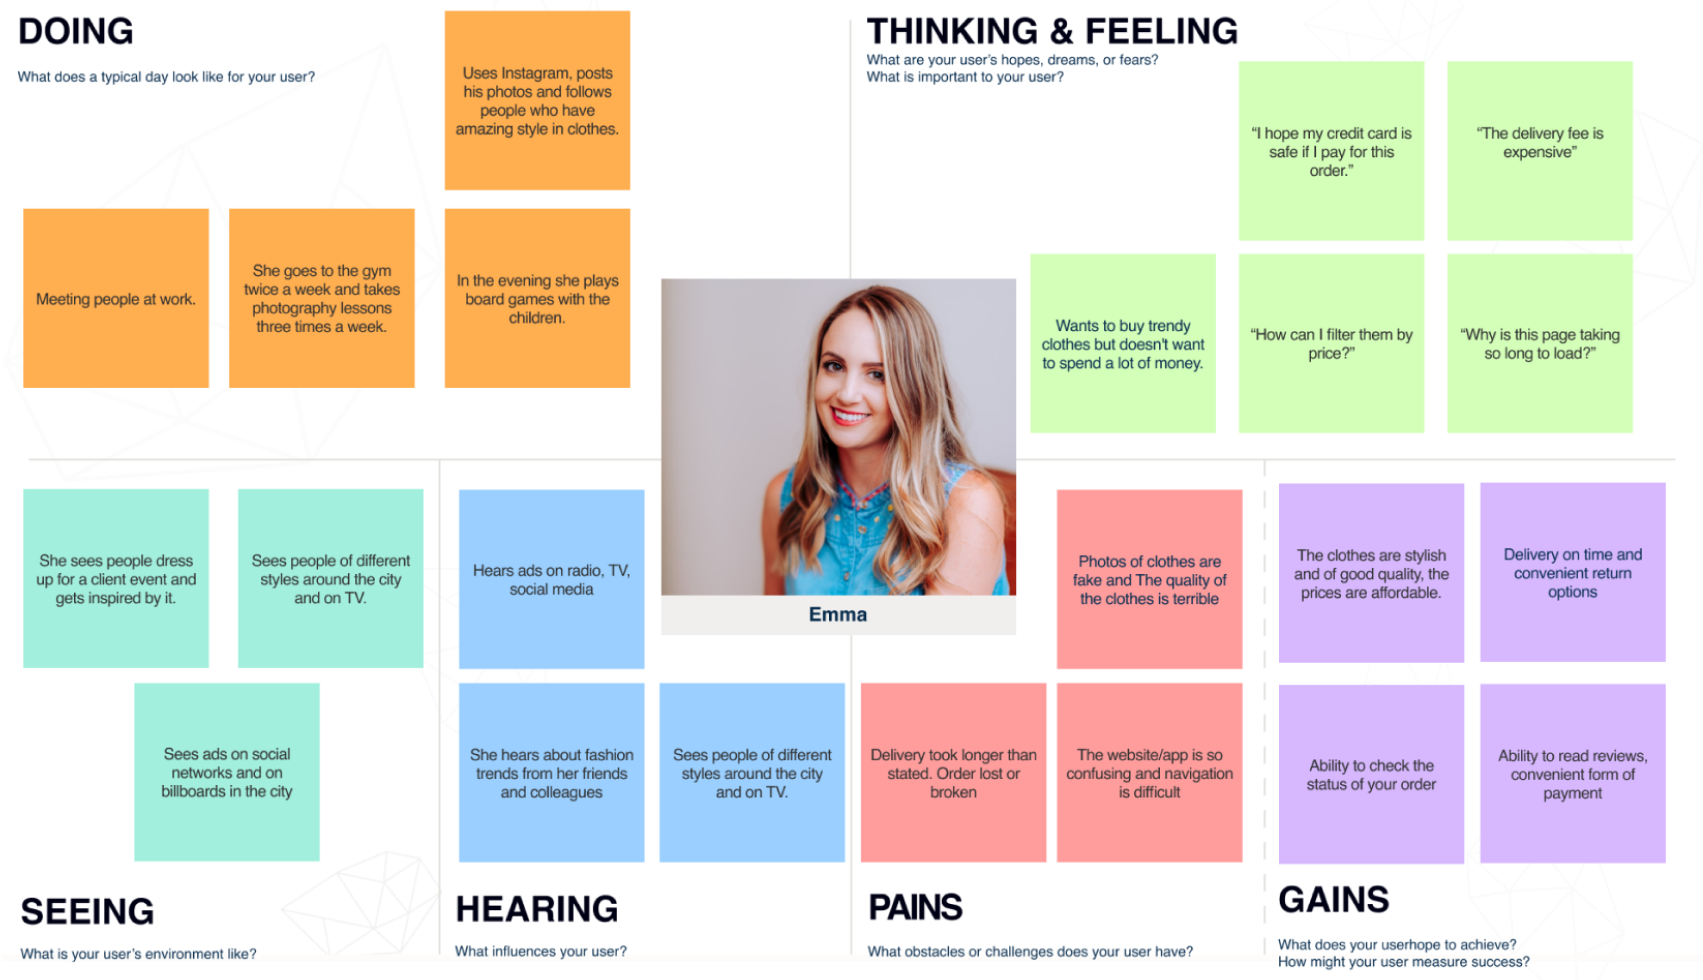 DOING
What does a typical day look like for your user?
Uses Instagram, posts
his photos and follows
people who have
amazing style in clothes.
Meeting people at work.
She goes to the gym
twice a week and takes
photography lessons
three times a week.
In the evening she plays
board games with the
children.
THINKING & FEELING
What are your user’s hopes, dreams, or fears?
What is important to your user?
“I hope my credit card is
safe if I pay for this
order.”
“The delivery fee is
expensive”
Wants to buy trendy
clothes but doesn't want
to spend a lot of money.
“How can I filter them by
price?”
“Why is this page taking
so long to load?”
Emma
She sees people dress
up for a client event and
gets inspired by it.
Sees people of different
styles around the city
and on TV.
Sees ads on social
networks and on
billboards in the city
SEEING
What is your user’s environment like?
Hears ads on radio, TV,
social media
She hears about fashion
trends from her friends
and colleagues
Sees people of different
styles around the city
and on TV.
HEARING
What influences your user?
Photos of clothes are
fake and The quality of
the clothes is terrible
Delivery took longer than
stated. Order lost or
broken
The website/app is so
confusing and navigation
is difficult
PAINS
What obstacles or challenges does your user have?
The clothes are stylish
and of good quality, the
prices are affordable.
Delivery on time and
convenient return
options
Ability to check the
status of your order
Ability to read reviews,
convenient form of
payment
GAINS
What does your userhope to achieve?
How might your user measure success?